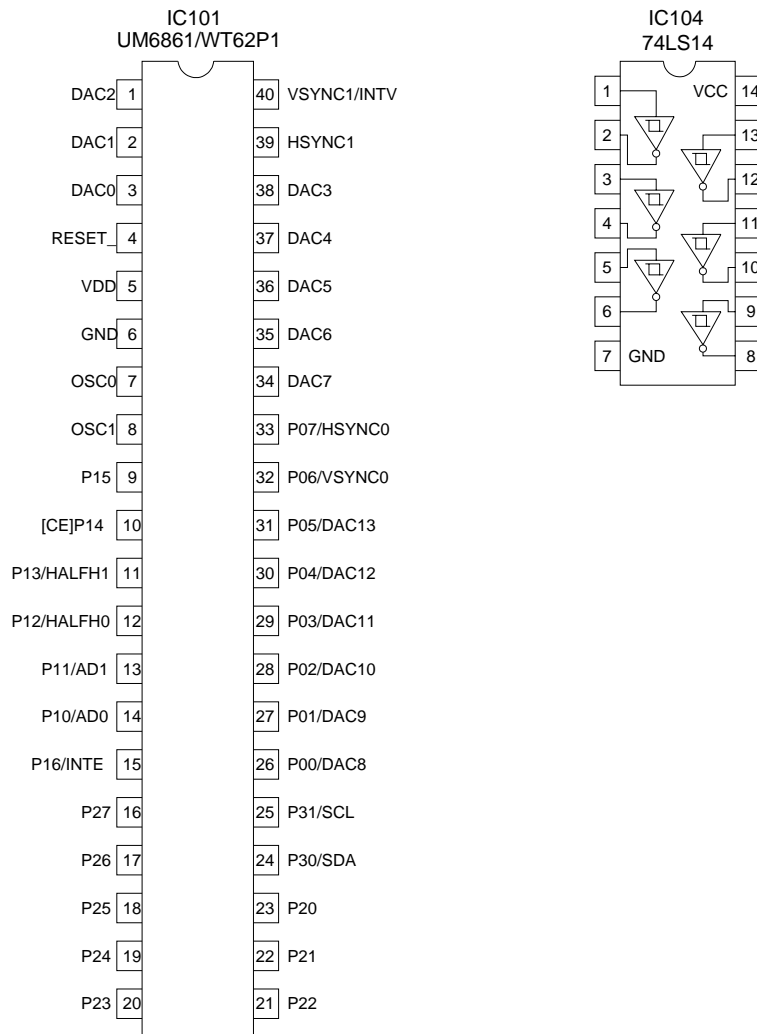 IC101
UM6861/WT62P1
DAC2 1 40 VSYNC1/INTV
DAC1 2 39 HSYNC1
DAC0 3 38 DAC3
RESET_ 4 37 DAC4
VDD 5 36 DAC5
GND 6 35 DAC6
OSC0 7 34 DAC7
OSC1 8 33 P07/HSYNC0
P15 9 32 P06/VSYNC0
[CE]P14 10 31 P05/DAC13
P13/HALFH1 11 30 P04/DAC12
P12/HALFH0 12 29 P03/DAC11
P11/AD1 13 28 P02/DAC10
P10/AD0 14 27 P01/DAC9
P16/INTE 15 26 P00/DAC8
P27 16 25 P31/SCL
P26 17 24 P30/SDA
P25 18 23 P20
P24 19 22 P21
P23 20 21 P22
IC104
74LS14
1 VCC 14
2 13
3 12
4 11
5 10
6 9
7 GND 8